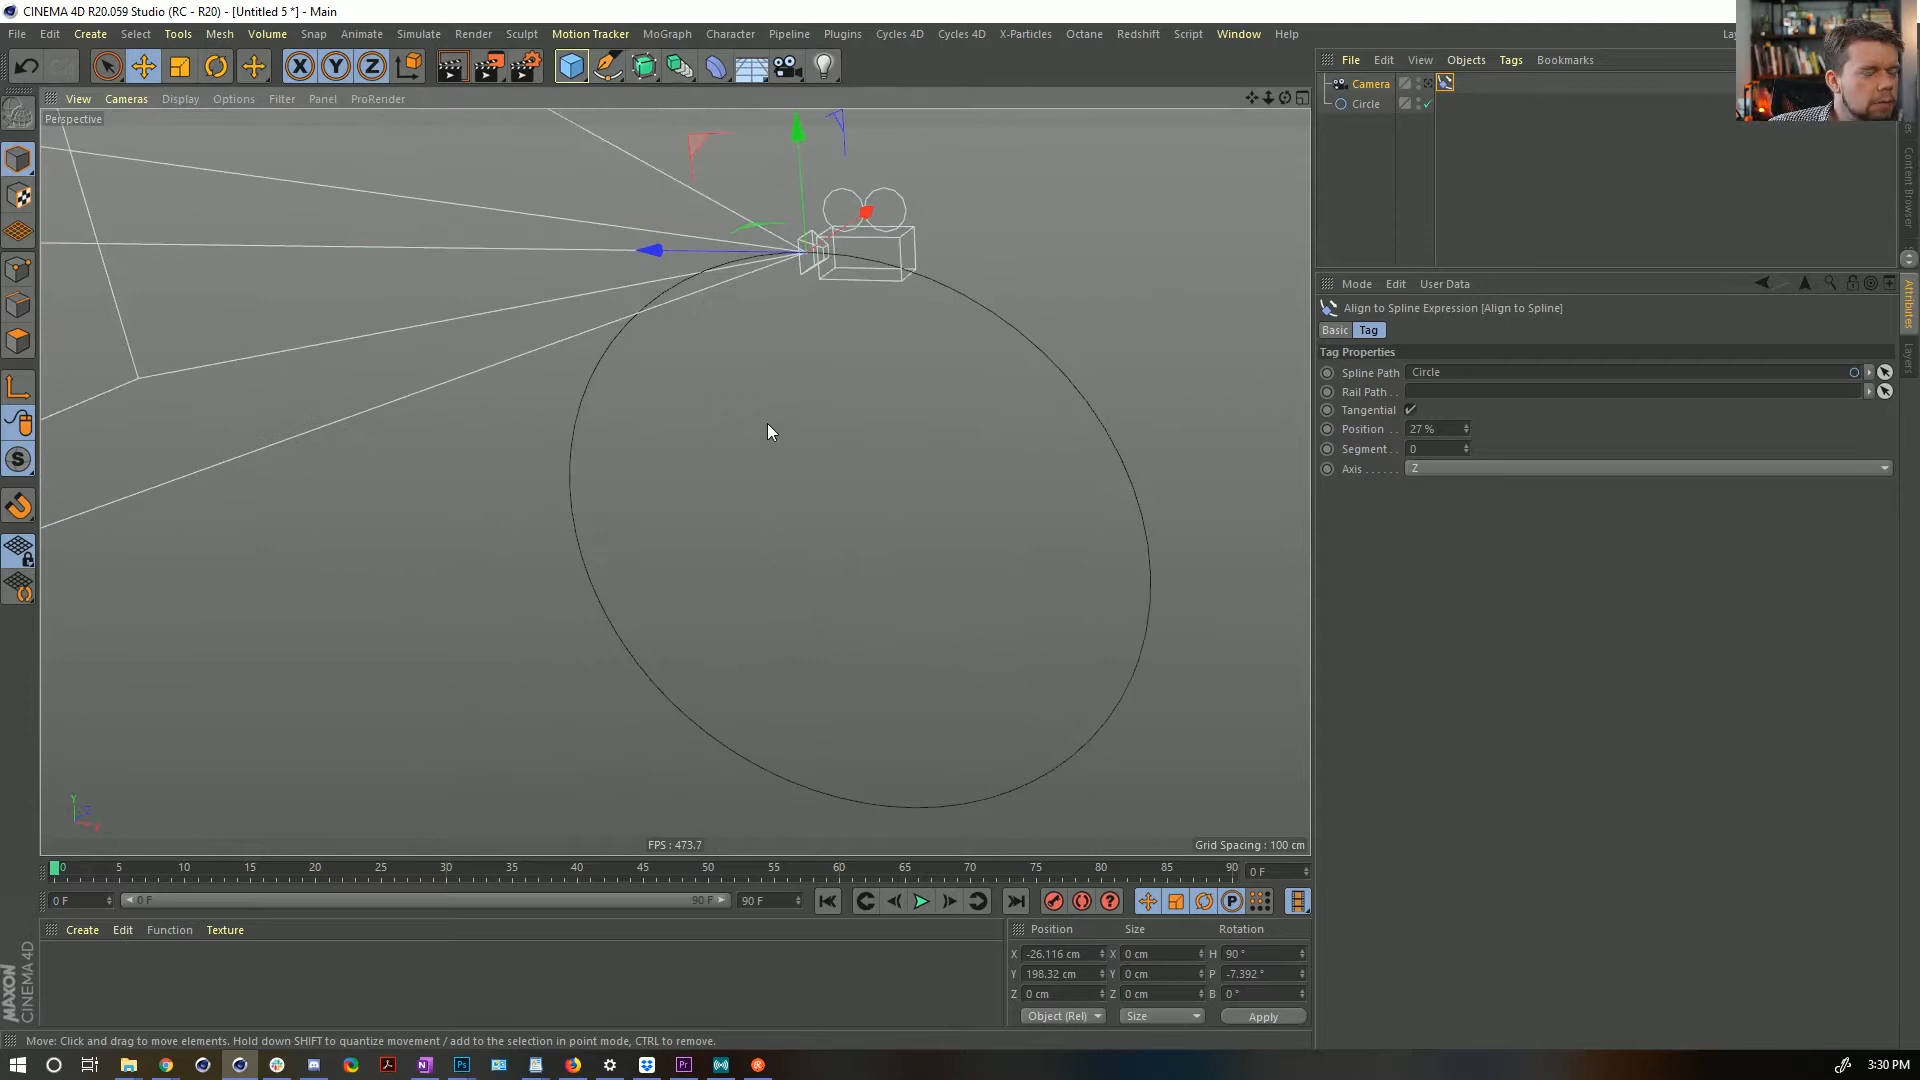 CINEMA 4D R20.059 Studio (RC - R20) - [Untitled 5 *] - Main
File Edit Create Select Tools Mesh Volume Snap Animate Simulate Render Sculpt Motion Tracker MoGraph Character Pipeline Plugins Cycles 4D Cycles 4D X-Particles Octane Redshift Script Window Help
File Edit View Objects Tags Bookmarks
Camera
Circle
View Cameras Display Options Filter Panel ProRender
Perspective
Content Browser
Mode Edit User Data
Align to Spline Expression [Align to Spline]
Basic Tag
Tag Properties
Spline Path Circle
Rail Path . .
Tangential
Position . . 27 %
Segment . . 0
Axis . . . . . . Z
Attributes
Layers
FPS : 473.7
Grid Spacing : 100 cm
0 5 10 15 20 25 30 35 40 45 50 55 60 65 70 75 80 85 90 0 F
0 F 0 F 90 F 90 F
Create Edit Function Texture
Position Size Rotation
X -26.116 cm X 0 cm H 90 °
Y 198.32 cm Y 0 cm P -7.392 °
Z 0 cm Z 0 cm B 0 °
Object (Rel) Size Apply
MAXON
CINEMA 4D
Move: Click and drag to move elements. Hold down SHIFT to quantize movement / add to the selection in point mode, CTRL to remove.
3:30 PM